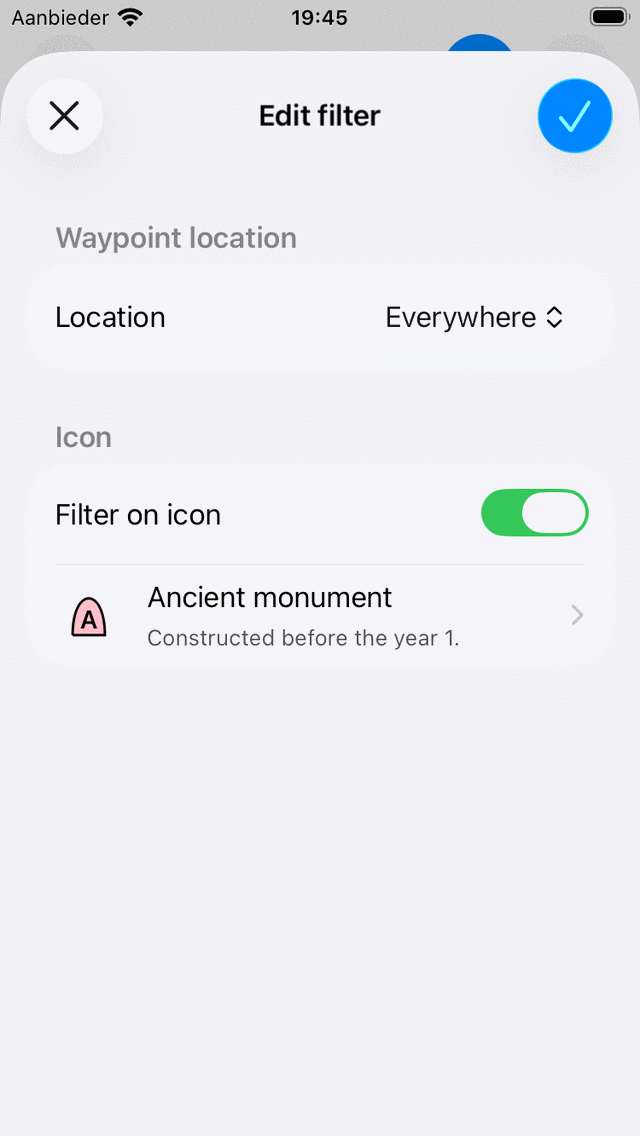 Aanbieder 19:45
Edit filter
Waypoint location
Location Everywhere
Icon
Filter on icon
A Ancient monument
Constructed before the year 1.